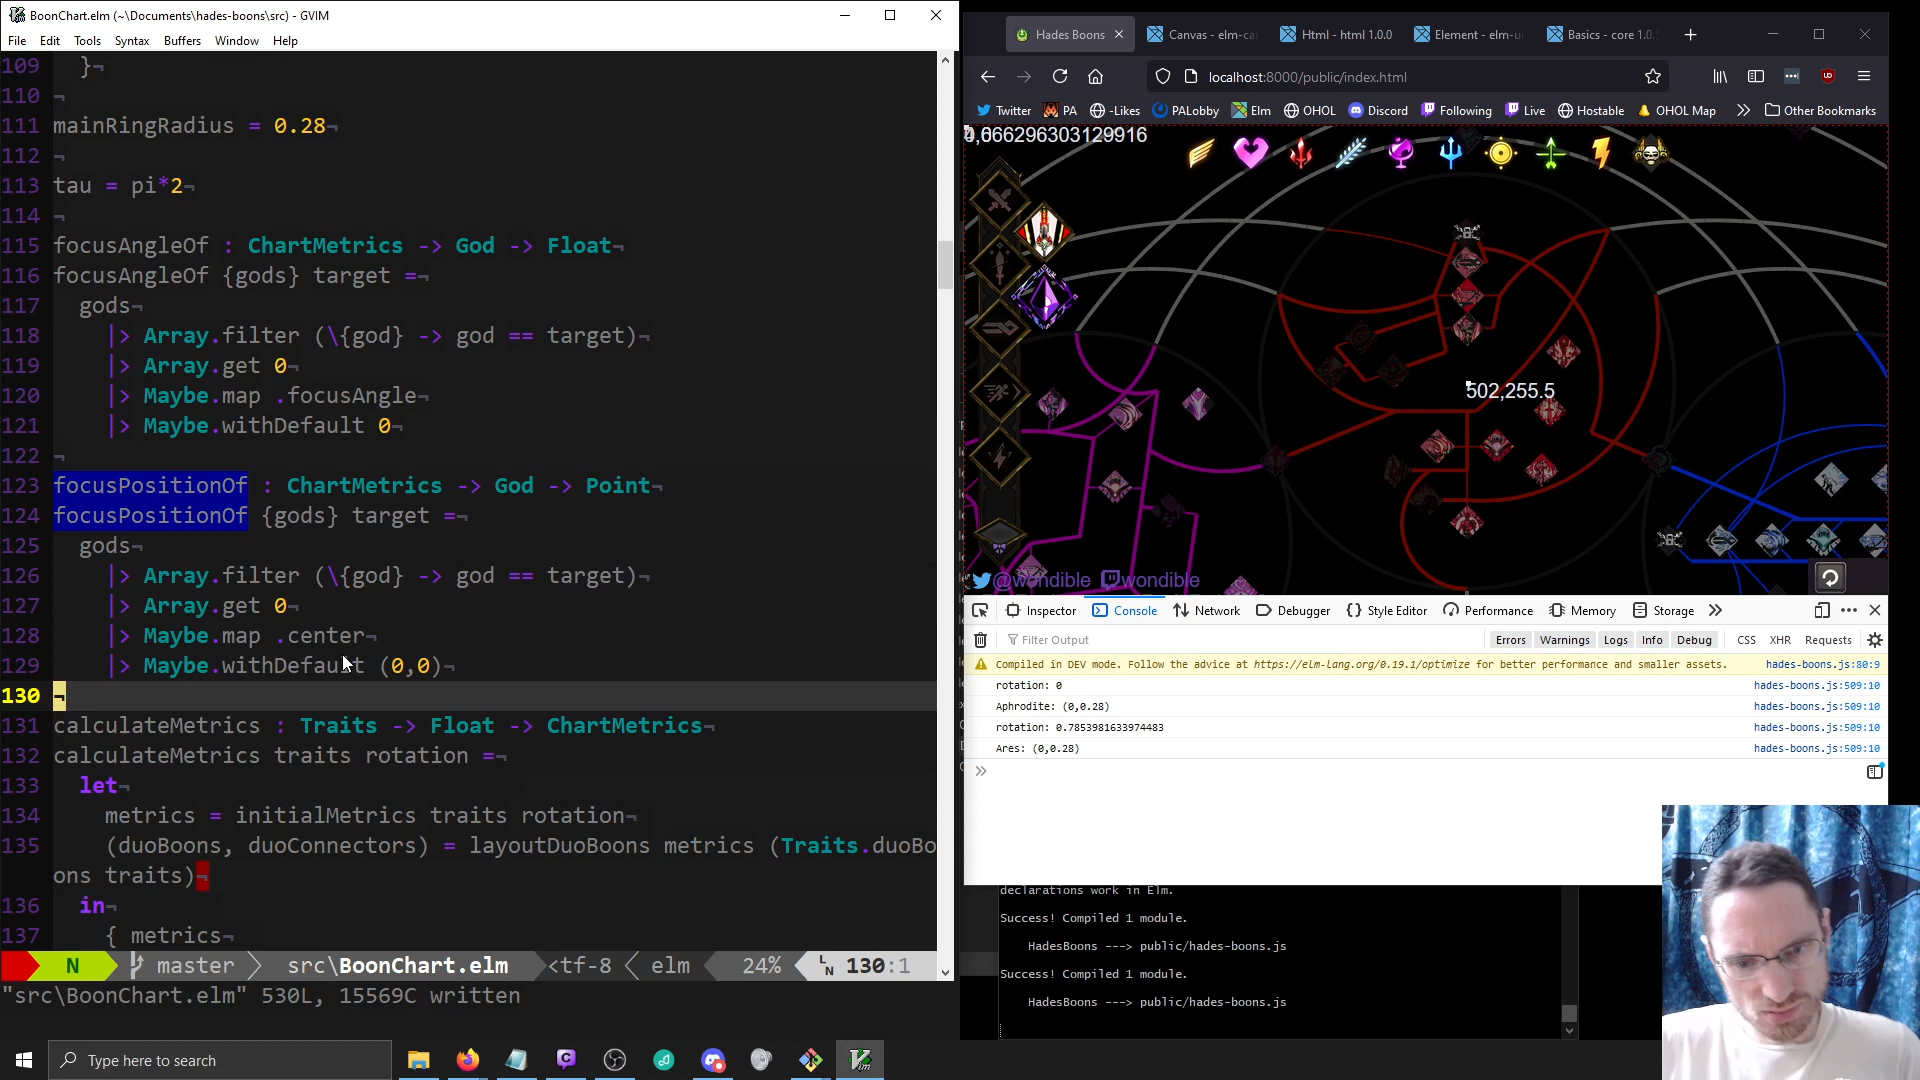 BoonChart.elm (~\Documents\hades-boons\src) - GVIM
File Edit Tools Syntax Buffers Window Help
109   }¬
110 ¬
111 mainRingRadius = 0.28¬
112 ¬
113 tau = pi*2¬
114 ¬
115 focusAngleOf : ChartMetrics -> God -> Float¬
116 focusAngleOf {gods} target =¬
117   gods¬
118     |> Array.filter (\{god} -> god == target)¬
119     |> Array.get 0¬
120     |> Maybe.map .focusAngle¬
121     |> Maybe.withDefault 0¬
122 ¬
123 focusPositionOf : ChartMetrics -> God -> Point¬
124 focusPositionOf {gods} target =¬
125   gods¬
126     |> Array.filter (\{god} -> god == target)¬
127     |> Array.get 0¬
128     |> Maybe.map .center¬
129     |> Maybe.withDefault (0,0)¬
130 ¬
131 calculateMetrics : Traits -> Float -> ChartMetrics¬
132 calculateMetrics traits rotation =¬
133   let¬
134     metrics = initialMetrics traits rotation¬
135     (duoBoons, duoConnectors) = layoutDuoBoons metrics (Traits.duoBo
ons traits)¬
136   in¬
137     { metrics¬
N master src\BoonChart.elm <tf-8 elm 24% LN 130:1
"src\BoonChart.elm" 530L, 15569C written
Type here to search
Hades Boons Canvas - elm-ca Html - html 1.0.0 Element - elm-u Basics - core 1.0.
localhost:8000/public/index.html
Twitter PA -Likes PALobby Elm OHOL Discord Following Live Hostable OHOL Map Other Bookmarks
502,255.5
@wondible wondible
Inspector Console Network Debugger Style Editor Performance Memory Storage
Filter Output Errors Warnings Logs Info Debug CSS XHR Requests
Compiled in DEV mode. Follow the advice at https://elm-lang.org/0.19.1/optimize for better performance and smaller assets. hades-boons.js:80:9
rotation: 0 hades-boons.js:509:10
Aphrodite: (0,0.28) hades-boons.js:509:10
rotation: 0.7853981633974483 hades-boons.js:509:10
Ares: (0,0.28) hades-boons.js:509:10
declarations work in Elm.
Success! Compiled 1 module.
HadesBoons ---> public/hades-boons.js
Success! Compiled 1 module.
HadesBoons ---> public/hades-boons.js